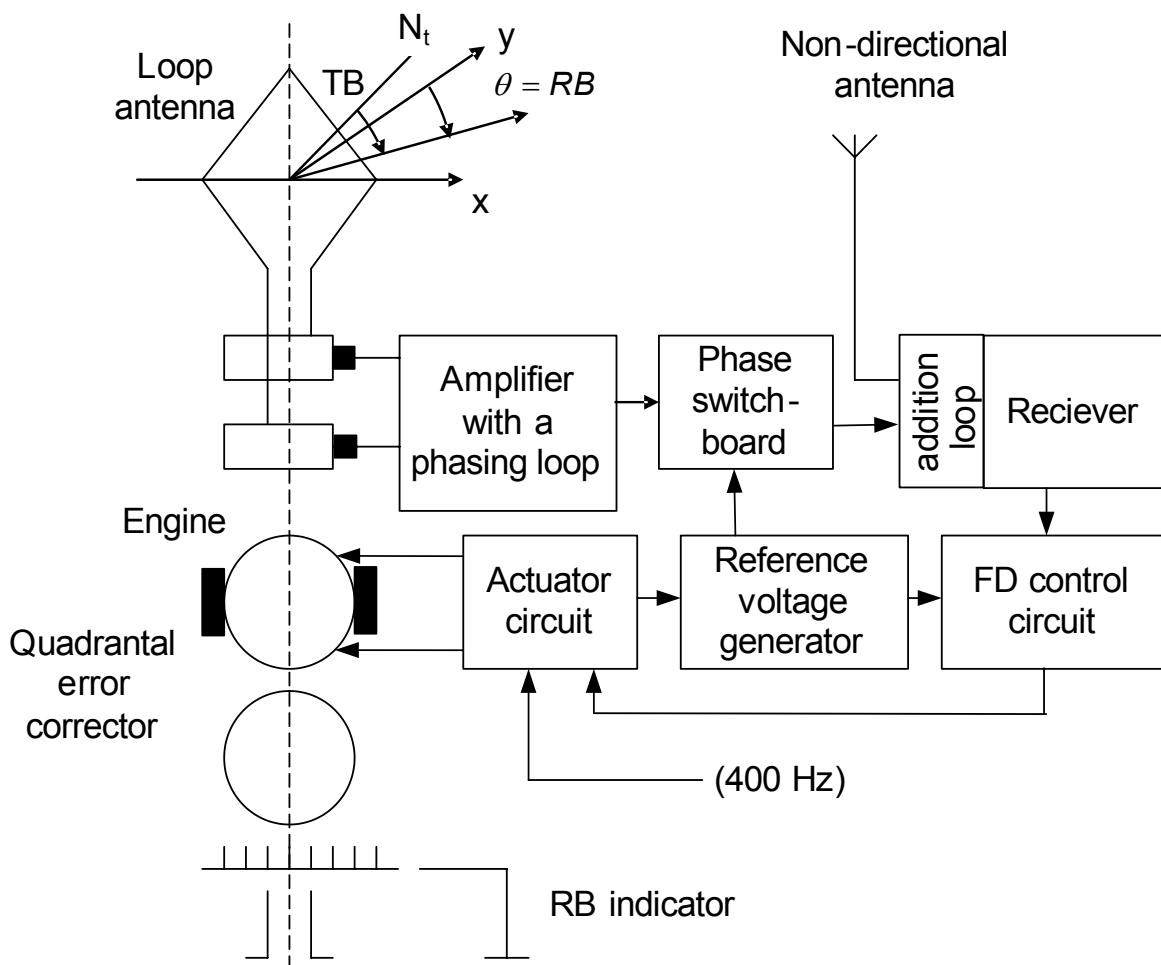 Loop
antenna
N_t
y
TB
θ = RB
x
Non-directional
antenna
Amplifier
with a
phasing loop
Phase
switch-
board
addition
loop
Reciever
Engine
Actuator
circuit
Reference
voltage
generator
FD control
circuit
Quadrantal
error
corrector
(400 Hz)
RB indicator